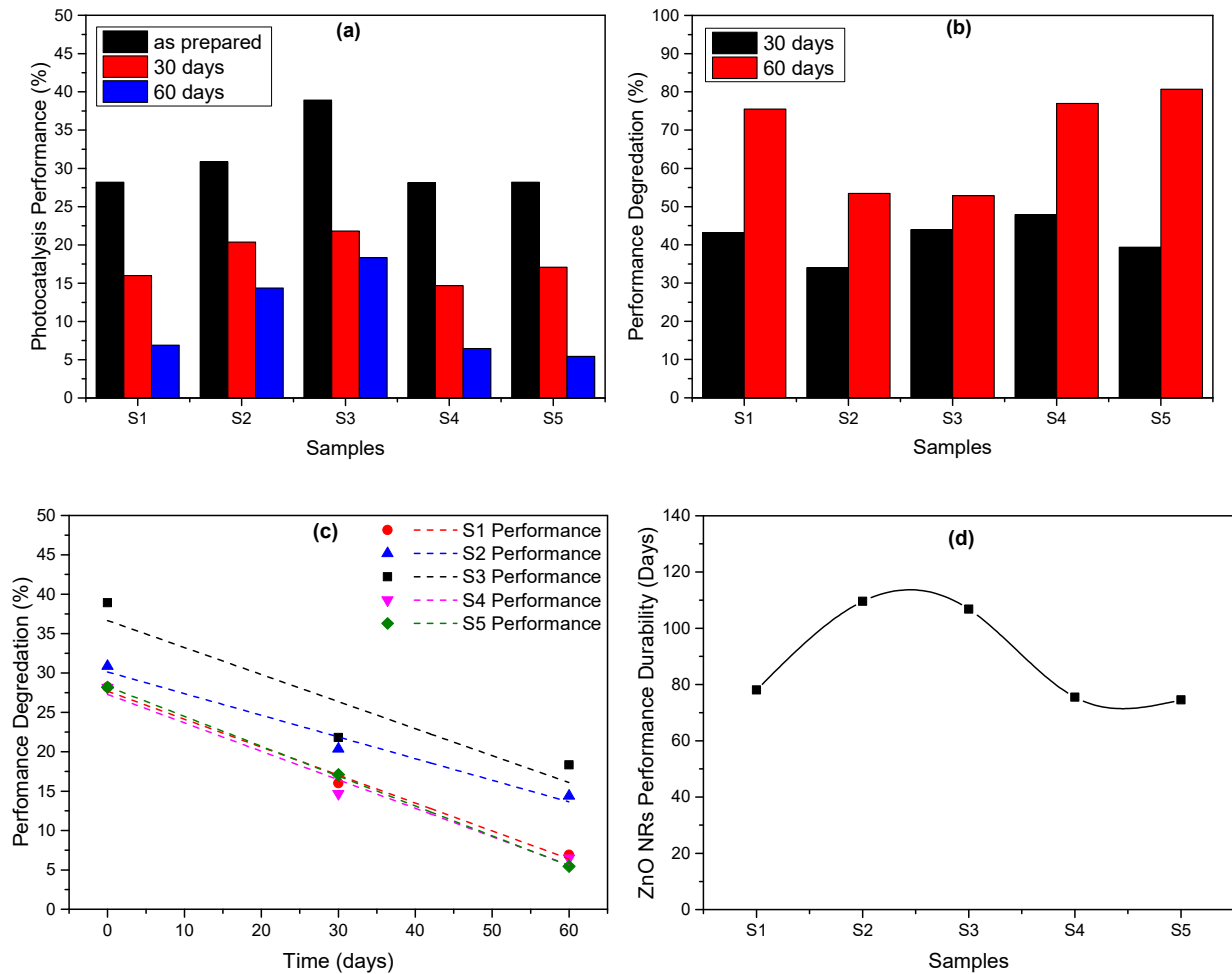 (a)
as prepared
30 days
60 days
Photocatalysis Performance (%)
50
45
40
35
30
25
20
15
10
5
0
S1 S2 S3 S4 S5
Samples
(b)
30 days
60 days
Performance Degredation (%)
100
90
80
70
60
50
40
30
20
10
0
S1 S2 S3 S4 S5
Samples
(c)
S1 Performance
S2 Performance
S3 Performance
S4 Performance
S5 Performance
Perfomance Degredation (%)
50
45
40
35
30
25
20
15
10
5
0
0 10 20 30 40 50 60
Time (days)
(d)
ZnO NRs Performance Durability (Days)
140
120
100
80
60
40
20
0
S1 S2 S3 S4 S5
Samples